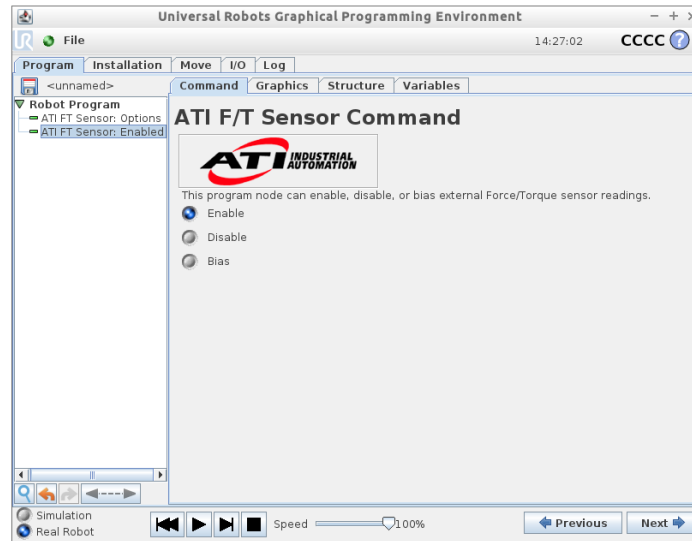 Universal Robots Graphical Programming Environment
File
14:27:02
CCCC
?
Program Installation Move I/O Log
<unnamed>
Command Graphics Structure Variables
Robot Program
ATI FT Sensor: Options
ATI FT Sensor: Enabled
ATI F/T Sensor Command
ATI INDUSTRIAL
AUTOMATION
This program node can enable, disable, or bias external Force/Torque sensor readings.
Enable
Disable
Bias
Simulation
Real Robot
Speed
100%
Previous
Next